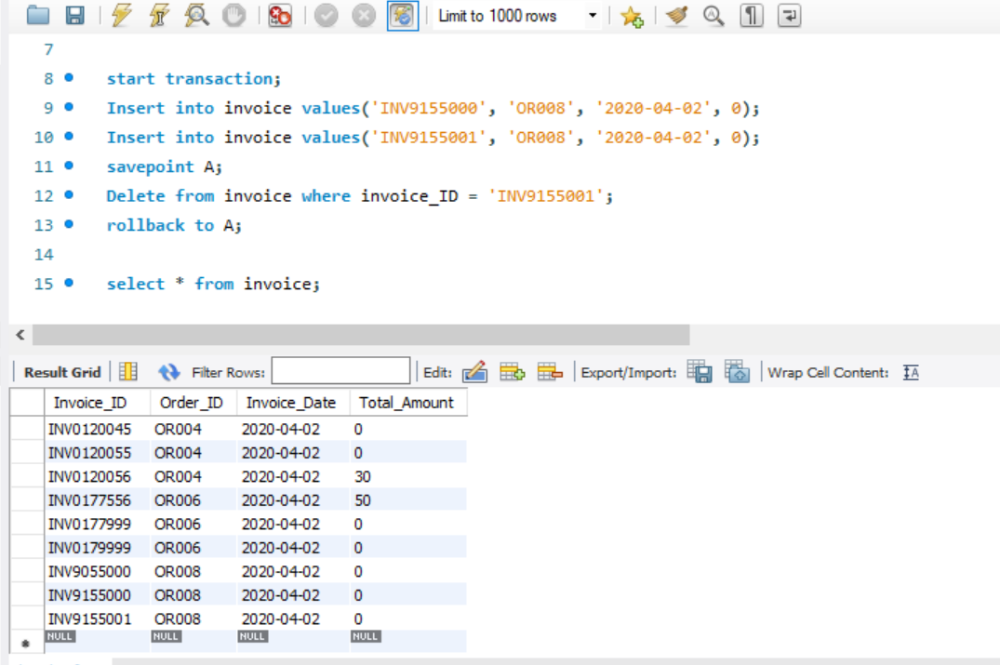 Limit to 1000 rows
7
8 start transaction;
9 Insert into invoice values('INV9155000', 'OR008', '2020-04-02', 0);
10 Insert into invoice values('INV9155001', 'OR008', '2020-04-02', 0);
11 savepoint A;
12 Delete from invoice where invoice_ID = 'INV9155001';
13 rollback to A;
14
15 select * from invoice;
Result Grid Filter Rows: Edit: Export/Import: Wrap Cell Content: IA
Invoice_ID Order_ID Invoice_Date Total_Amount
INV0120045 OR004 2020-04-02 0
INV0120055 OR004 2020-04-02 0
INV0120056 OR004 2020-04-02 30
INV0177556 OR006 2020-04-02 50
INV0177999 OR006 2020-04-02 0
INV0179999 OR006 2020-04-02 0
INV9055000 OR008 2020-04-02 0
INV9155000 OR008 2020-04-02 0
INV9155001 OR008 2020-04-02 0
NULL NULL NULL NULL